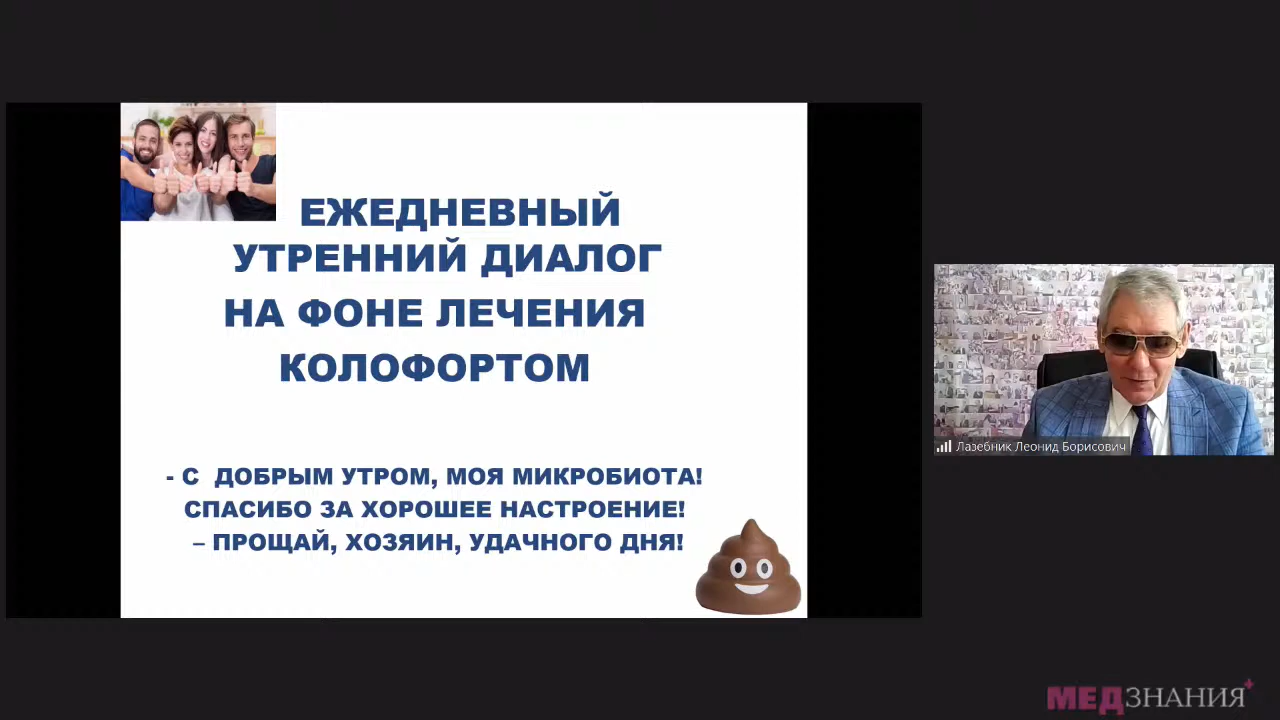 ЕЖЕДНЕВНЫЙ
УТРЕННИЙ ДИАЛОГ
НА ФОНЕ ЛЕЧЕНИЯ
КОЛОФОРТОМ
- С ДОБРЫМ УТРОМ, МОЯ МИКРОБИОТА!
СПАСИБО ЗА ХОРОШЕЕ НАСТРОЕНИЕ!
– ПРОЩАЙ, ХОЗЯИН, УДАЧНОГО ДНЯ!
Лазебник Леонид Борисович
МЕДЗНАНИЯ+